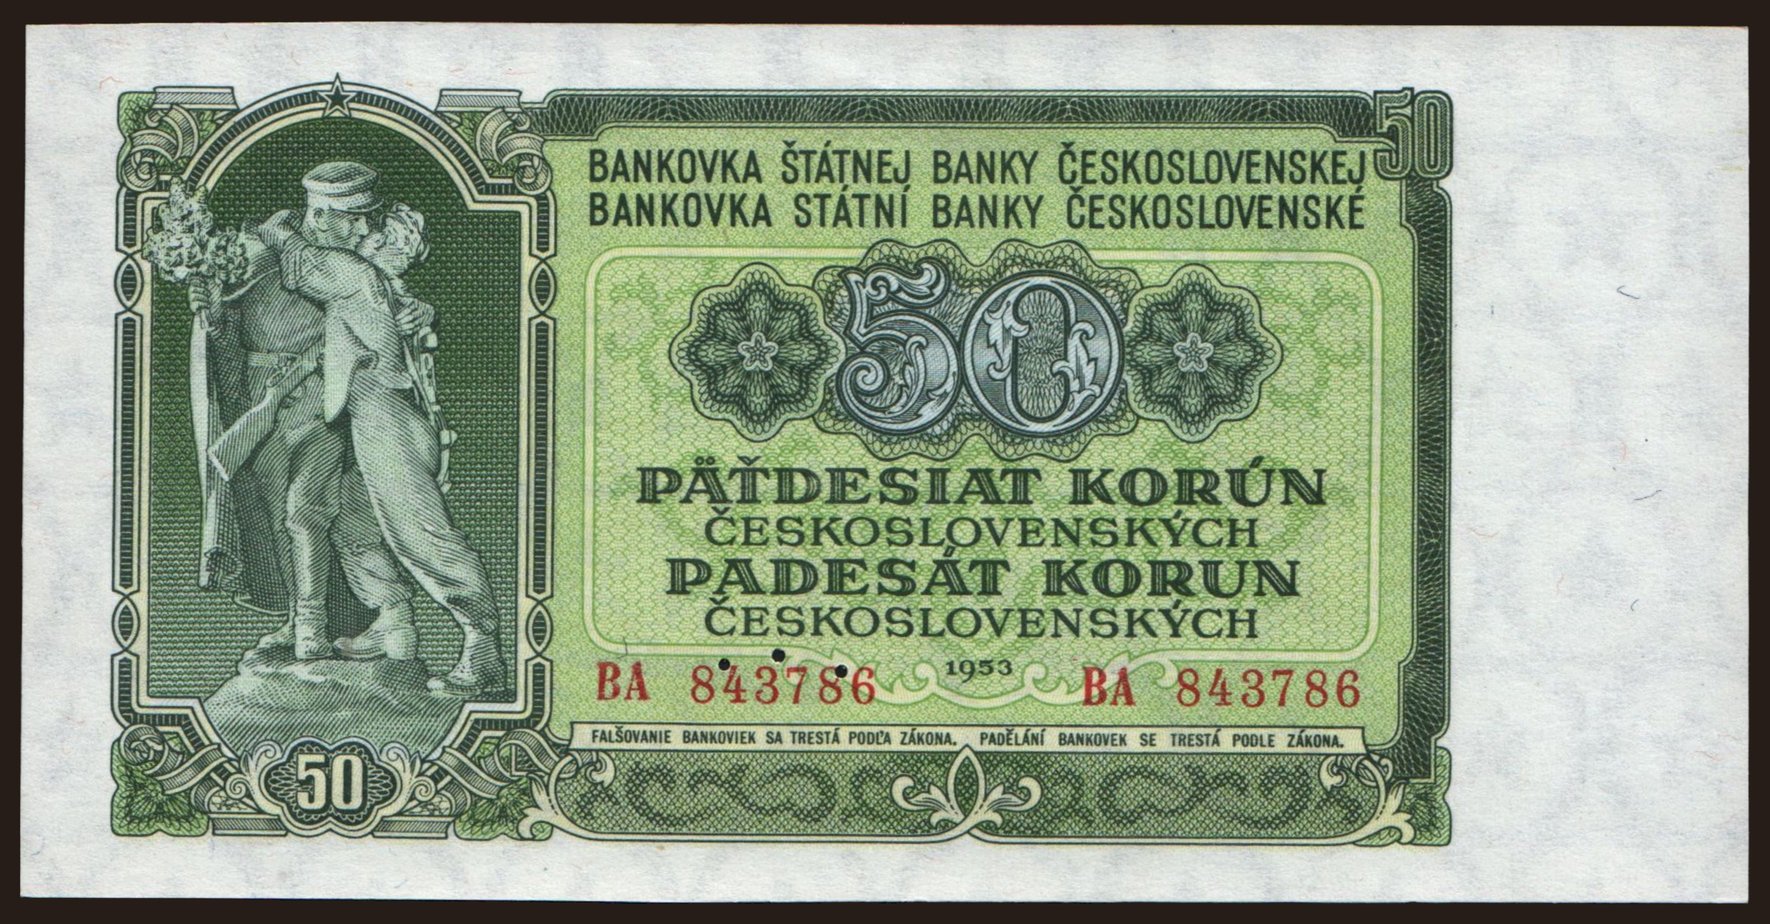 50
BANKOVKA ŠTÁTNEJ BANKY ČESKOSLOVENSKEJ
BANKOVKA STÁTNÍ BANKY ČESKOSLOVENSKÉ
50
PÄŤDESIAT KORÚN
ČESKOSLOVENSKÝCH
PADESÁT KORUN
ČESKOSLOVENSKÝCH
BA 843786 1953 BA 843786
FALŠOVANIE BANKOVIEK SA TRESTÁ PODĽA ZÁKONA. PADĚLÁNÍ BANKOVEK SE TRESTÁ PODLE ZÁKONA.
50